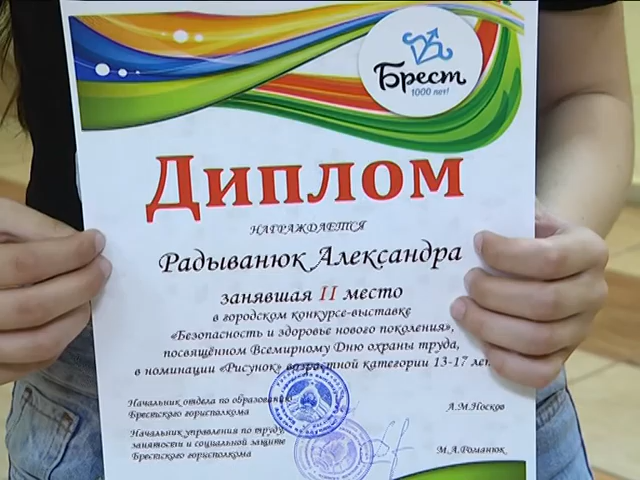 Брест
1000 лет!
Диплом
НАГРАЖДАЕТСЯ
Радыванюк Александра
занявшая II место
в городском конкурсе-выставке
«Безопасность и здоровье нового поколения»,
посвящённом Всемирному Дню охраны труда,
в номинации «Рисунок» возрастной категории 13-17 лет
Начальник отдела по образованию
Брестского горисполкома
А.М.Носков
Начальник управления по труду,
занятости и социальной защите
Брестского горисполкома
М.А.Романюк